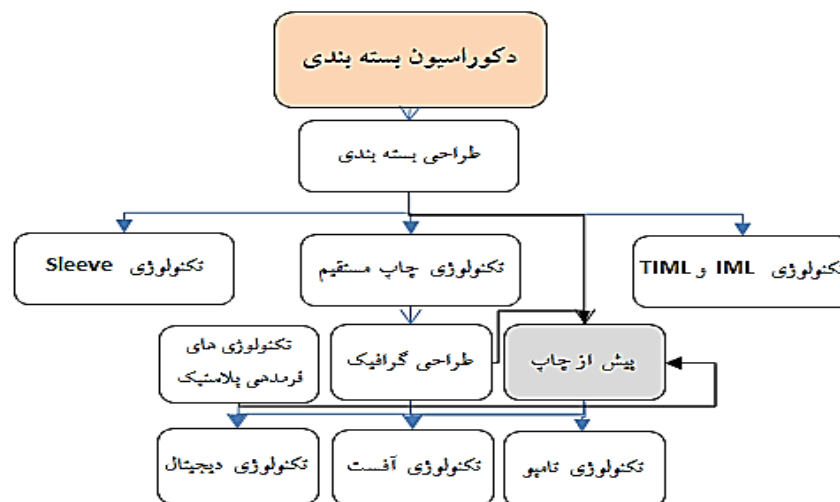 دکوراسیون بسته بندی
طراحی بسته بندی
تکنولوژی IML و TIML
تکنولوژی چاپ مستقیم
تکنولوژی Sleeve
پیش از چاپ
طراحی گرافیک
تکنولوژی های
فرمدهی پلاستیک
تکنولوژی تامپو
تکنولوژی آفست
تکنولوژی دیجیتال